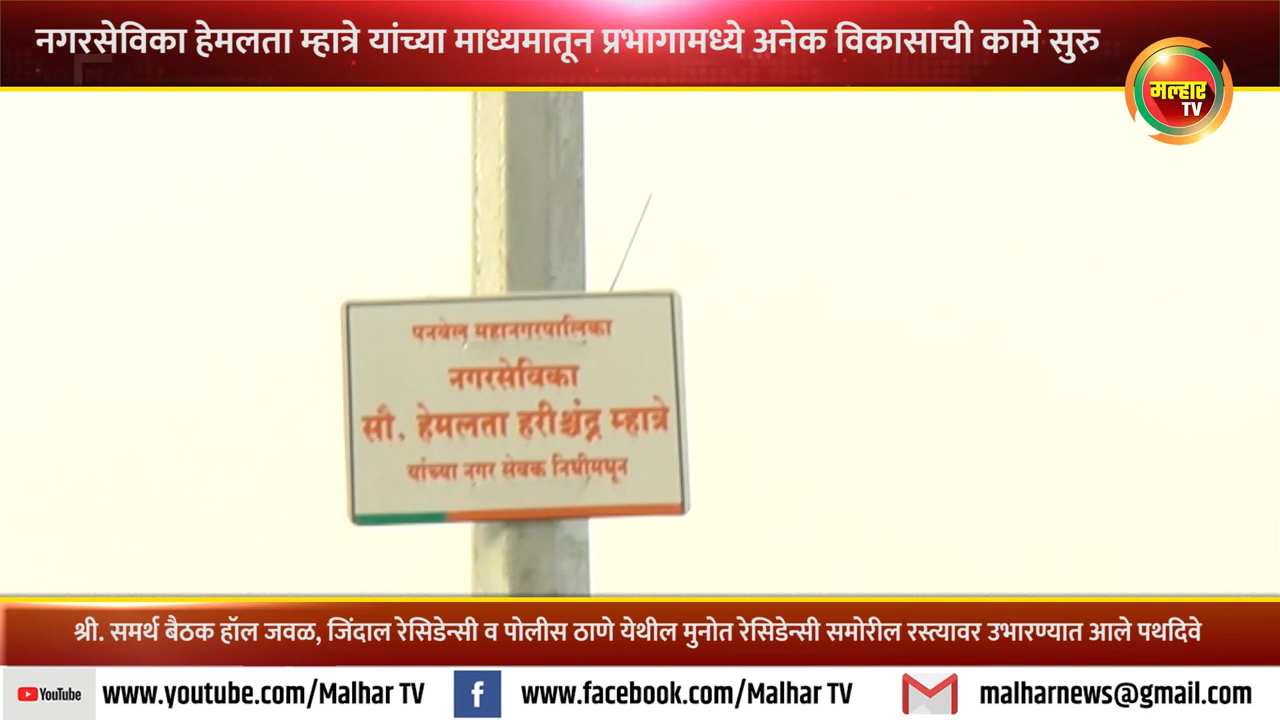 नगरसेविका हेमलता म्हात्रे यांच्या माध्यमातून प्रभागामध्ये अनेक विकासाची कामे सुरु
मल्हार
TV
पनवेल महानगरपालिका
नगरसेविका
सौ. हेमलता हरीश्चंद्र म्हात्रे
यांच्या नगर सेवक निधीमधून
श्री. समर्थ बैठक हॉल जवळ, जिंदाल रेसिडेन्सी व पोलीस ठाणे येथील मुनोत रेसिडेन्सी समोरील रस्त्यावर उभारण्यात आले पथदिवे
YouTube www.youtube.com/Malhar TV www.facebook.com/Malhar TV malharnews@gmail.com